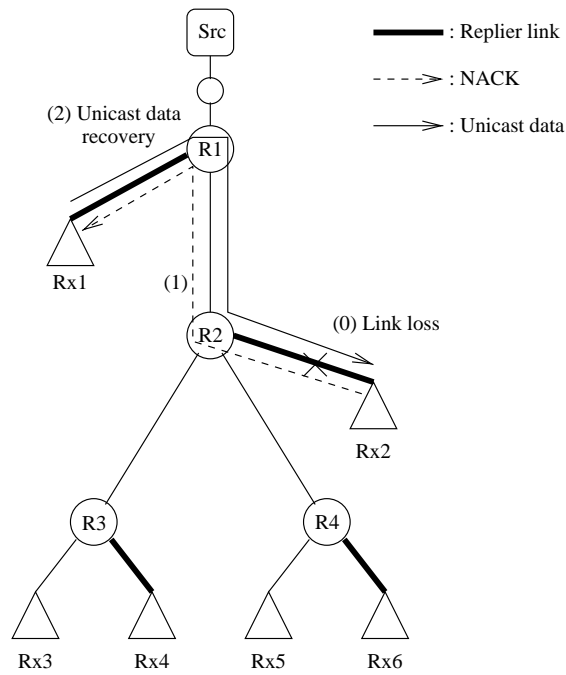 Src
: Replier link
: NACK
: Unicast data
(2) Unicast data
recovery
R1
Rx1
(1)
(0) Link loss
R2
Rx2
R3
R4
Rx3
Rx4
Rx5
Rx6